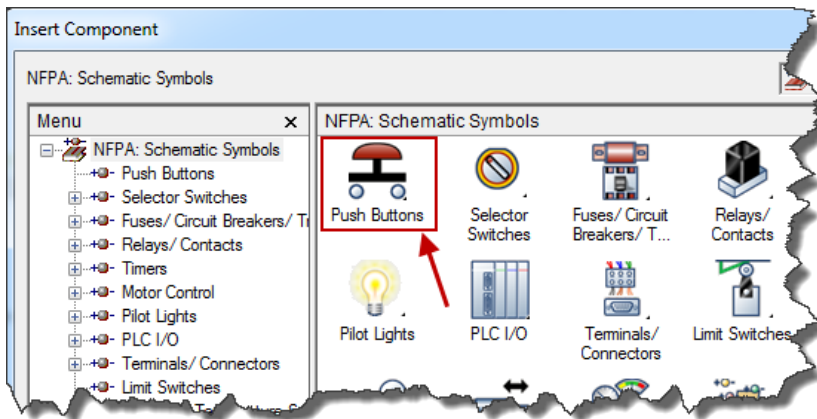 Insert Component
NFPA: Schematic Symbols
Menu
NFPA: Schematic Symbols
Push Buttons
Selector Switches
Fuses/ Circuit Breakers/
Relays/ Contacts
Timers
Motor Control
Pilot Lights
PLC I/O
Terminals/ Connectors
Limit Switches
NFPA: Schematic Symbols
Push Buttons
Selector
Switches
Fuses/ Circuit
Breakers/ T...
Relays/
Contacts
Pilot Lights
PLC I/O
Terminals/
Connectors
Limit Switches